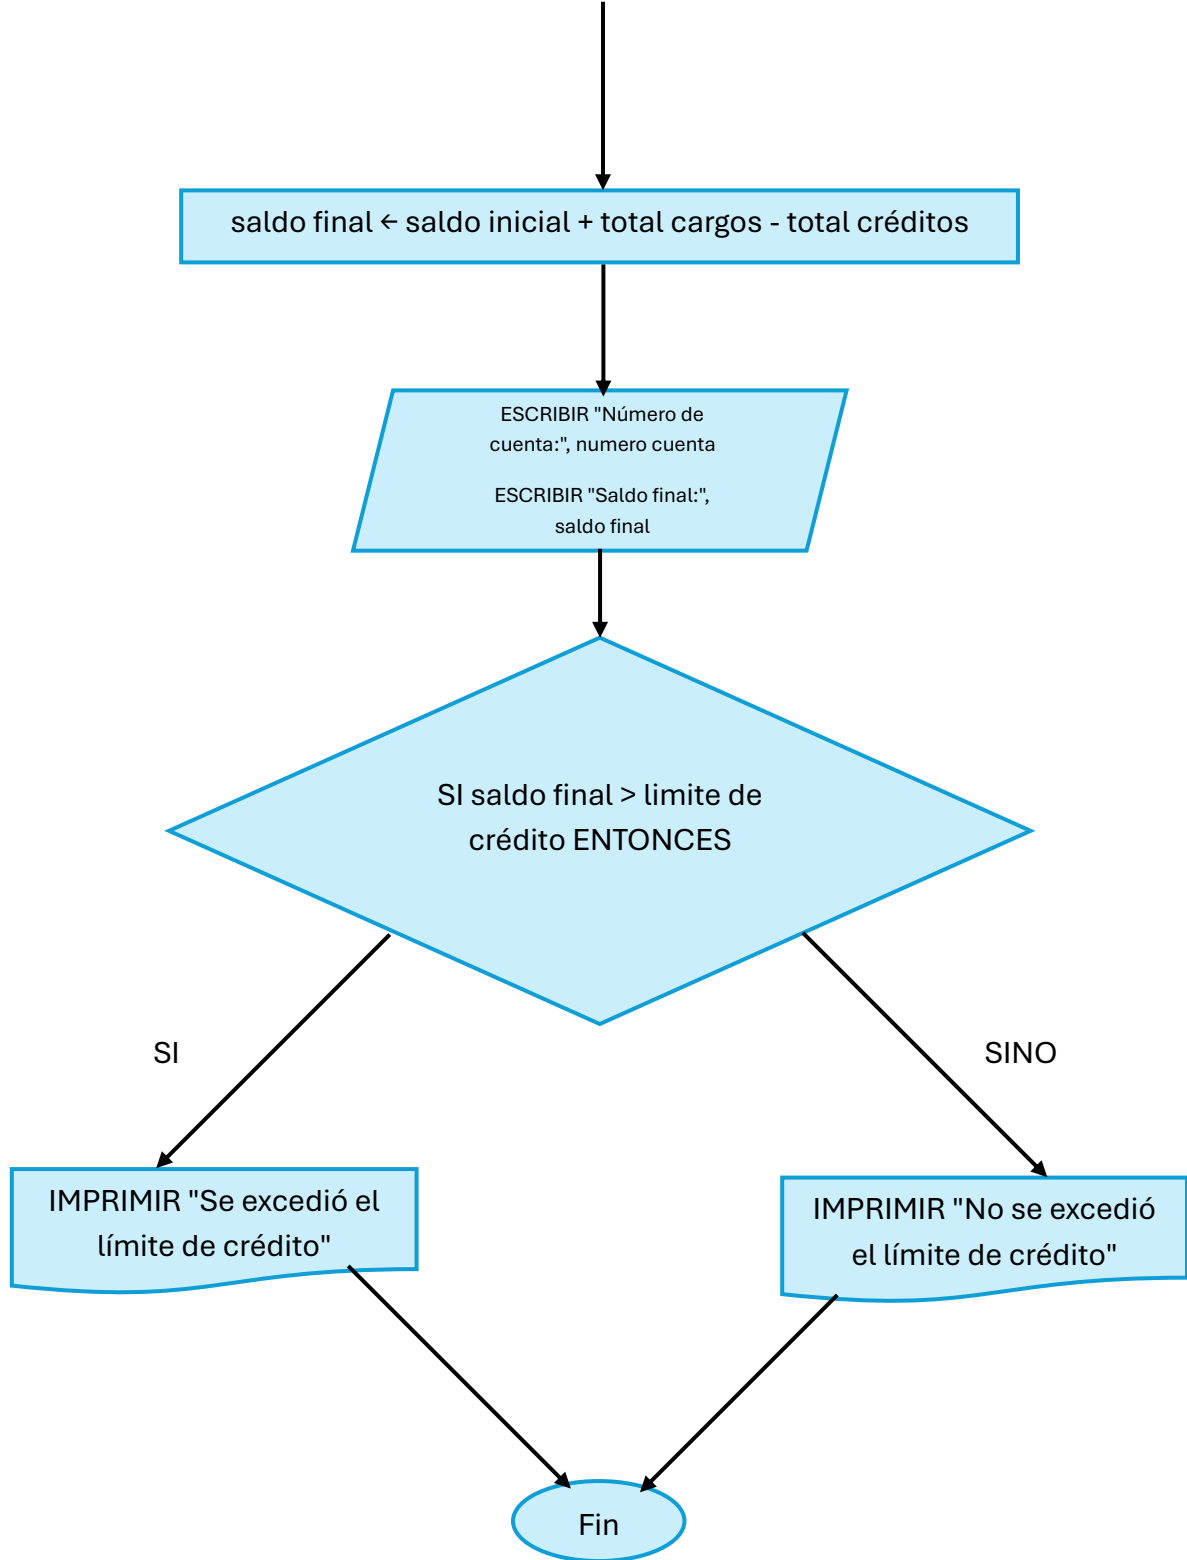 saldo final ← saldo inicial + total cargos - total créditos
ESCRIBIR "Número de
cuenta:", numero cuenta
ESCRIBIR "Saldo final:",
saldo final
SI saldo final > limite de
crédito ENTONCES
SI
SINO
IMPRIMIR "Se excedió el
límite de crédito"
IMPRIMIR "No se excedió
el límite de crédito"
Fin